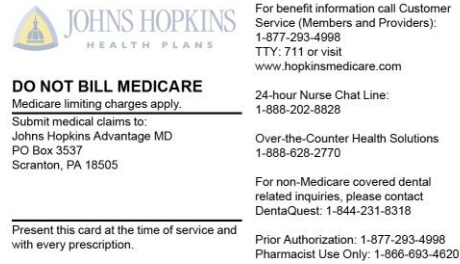 JOHNS HOPKINS
HEALTH PLANS
DO NOT BILL MEDICARE
Medicare limiting charges apply.
Submit medical claims to:
Johns Hopkins Advantage MD
PO Box 3537
Scranton, PA 18505
Present this card at the time of service and
with every prescription.
For benefit information call Customer
Service (Members and Providers):
1-877-293-4998
TTY: 711 or visit
www.hopkinsmedicare.com
24-hour Nurse Chat Line:
1-888-202-8828
Over-the-Counter Health Solutions
1-888-628-2770
For non-Medicare covered dental
related inquiries, please contact
DentaQuest: 1-844-231-8318
Prior Authorization: 1-877-293-4998
Pharmacist Use Only: 1-866-693-4620